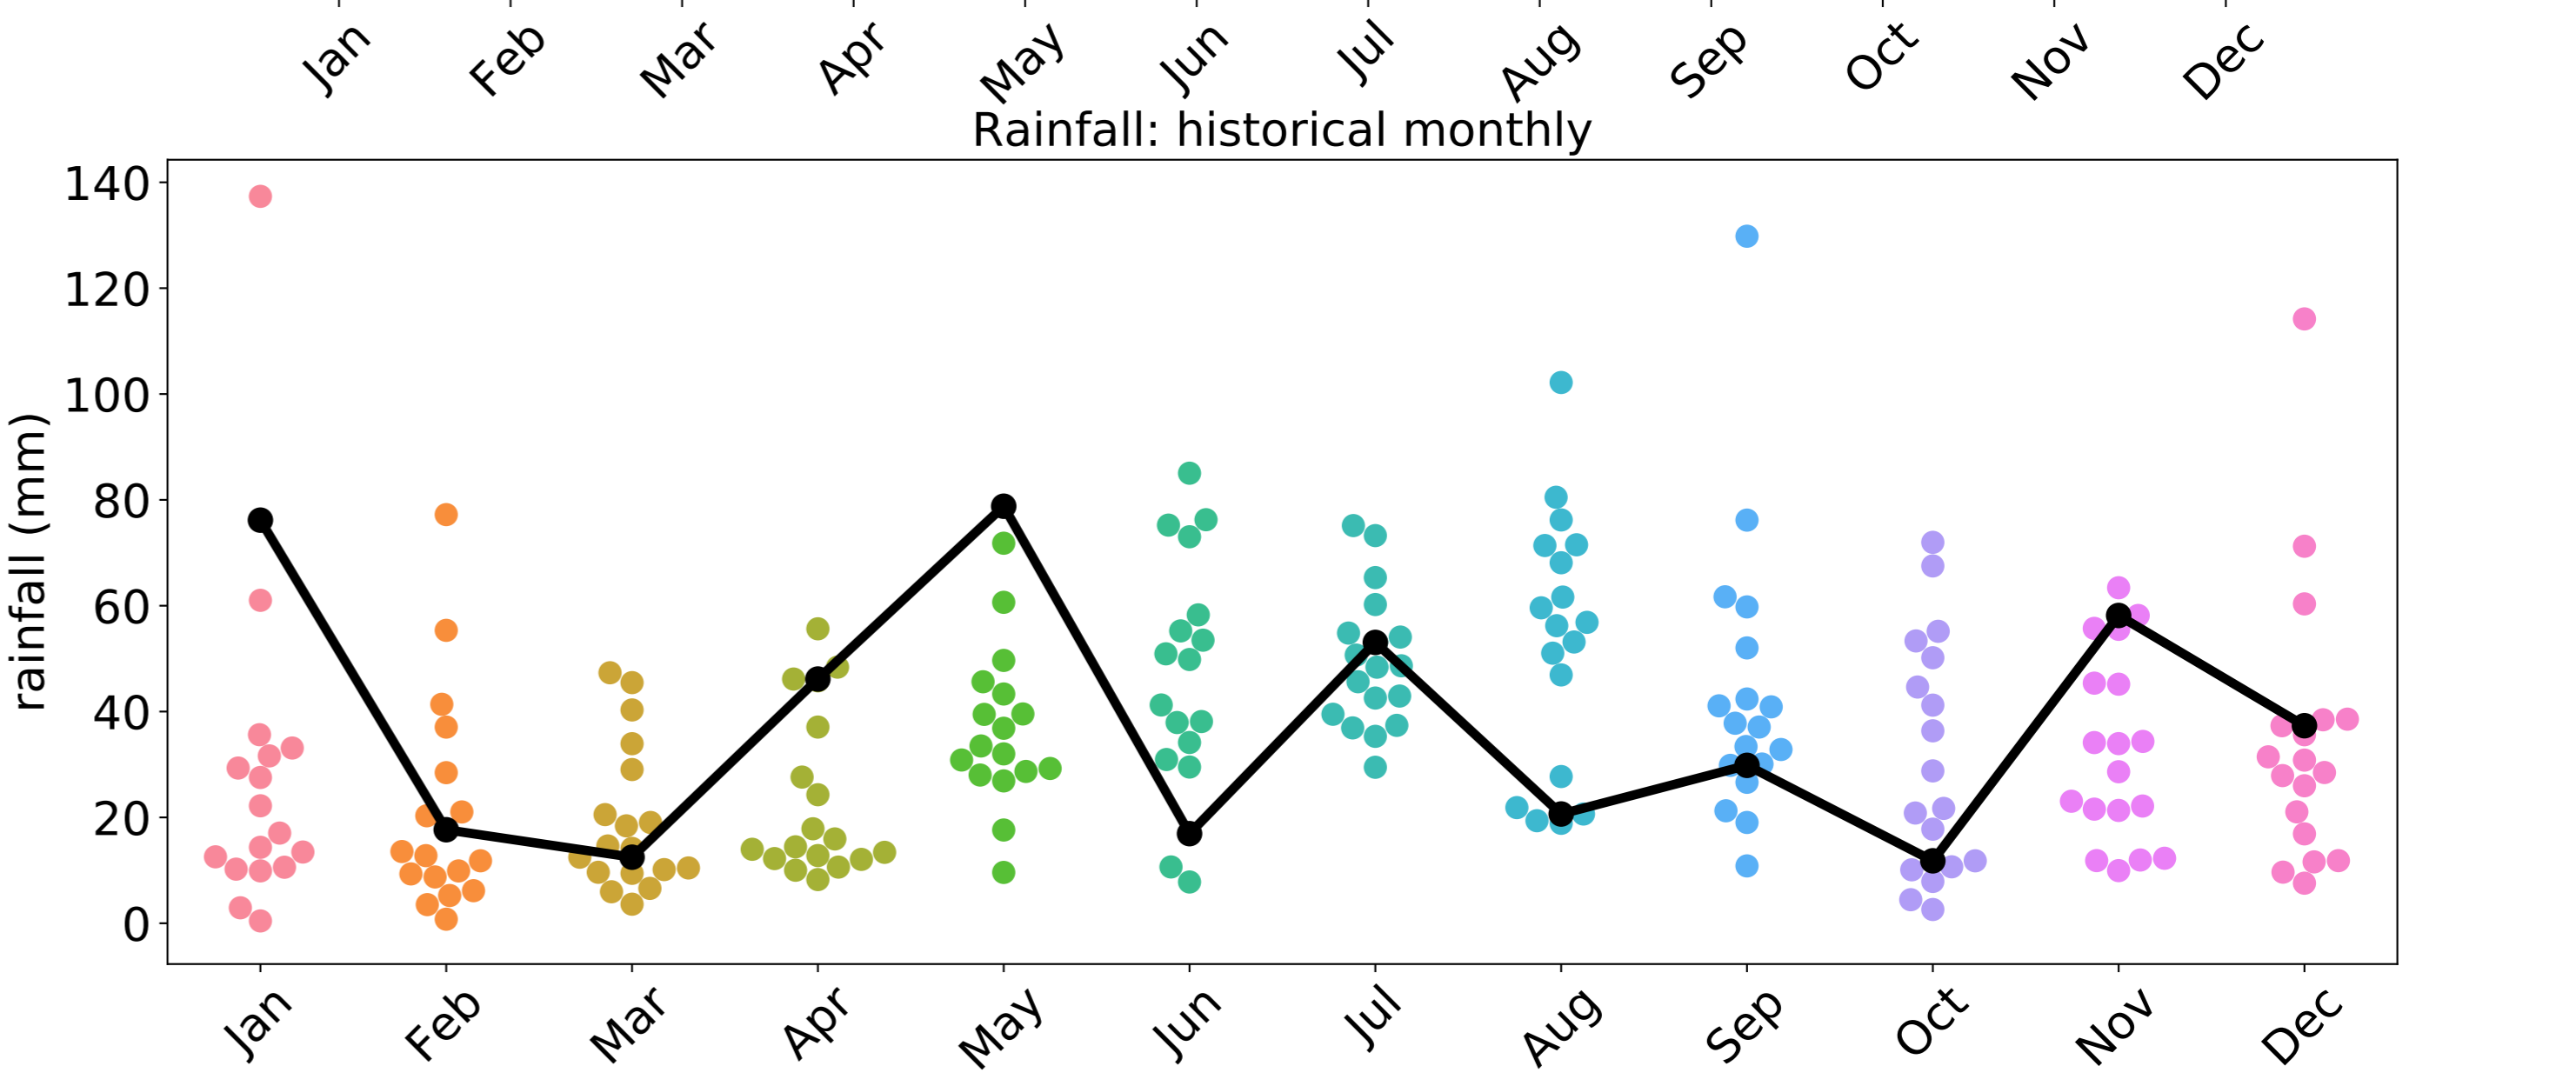 Jan Feb Mar Apr May Jun Jul Aug Sep Oct Nov Dec
Rainfall: historical monthly
140
120
100
80
60
40
20
0
rainfall (mm)
Jan Feb Mar Apr May Jun Jul Aug Sep Oct Nov Dec